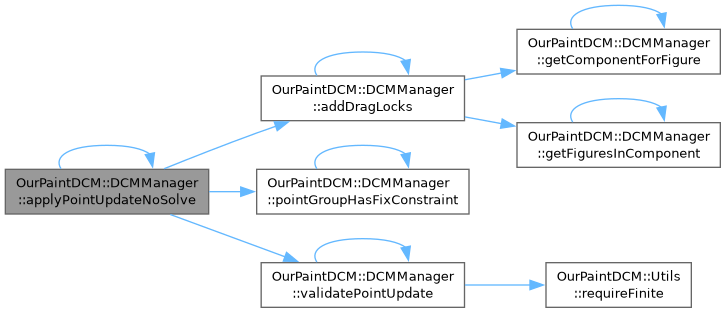 OurPaintDCM::DCMManager
::applyPointUpdateNoSolve
OurPaintDCM::DCMManager
::addDragLocks
OurPaintDCM::DCMManager
::getComponentForFigure
OurPaintDCM::DCMManager
::getFiguresInComponent
OurPaintDCM::DCMManager
::pointGroupHasFixConstraint
OurPaintDCM::DCMManager
::validatePointUpdate
OurPaintDCM::Utils
::requireFinite